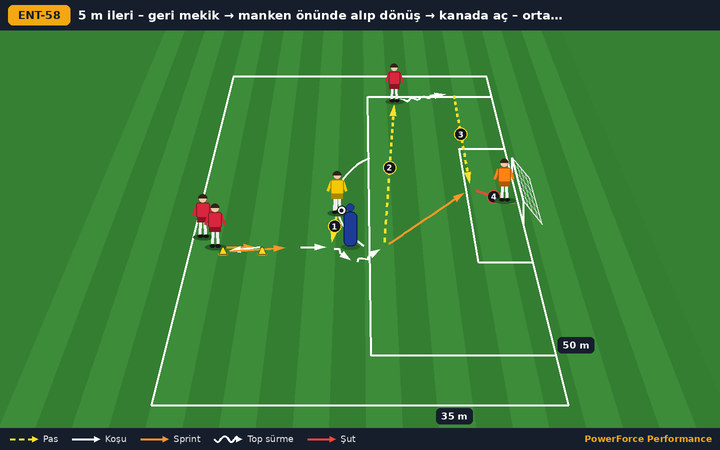 ENT-58
5 m ileri – geri mekik → manken önünde alıp dönüş → kanada aç – orta…
3
2
4
1
50 m
35 m
Pas
Koşu
Sprint
Top sürme
Şut
PowerForce Performance